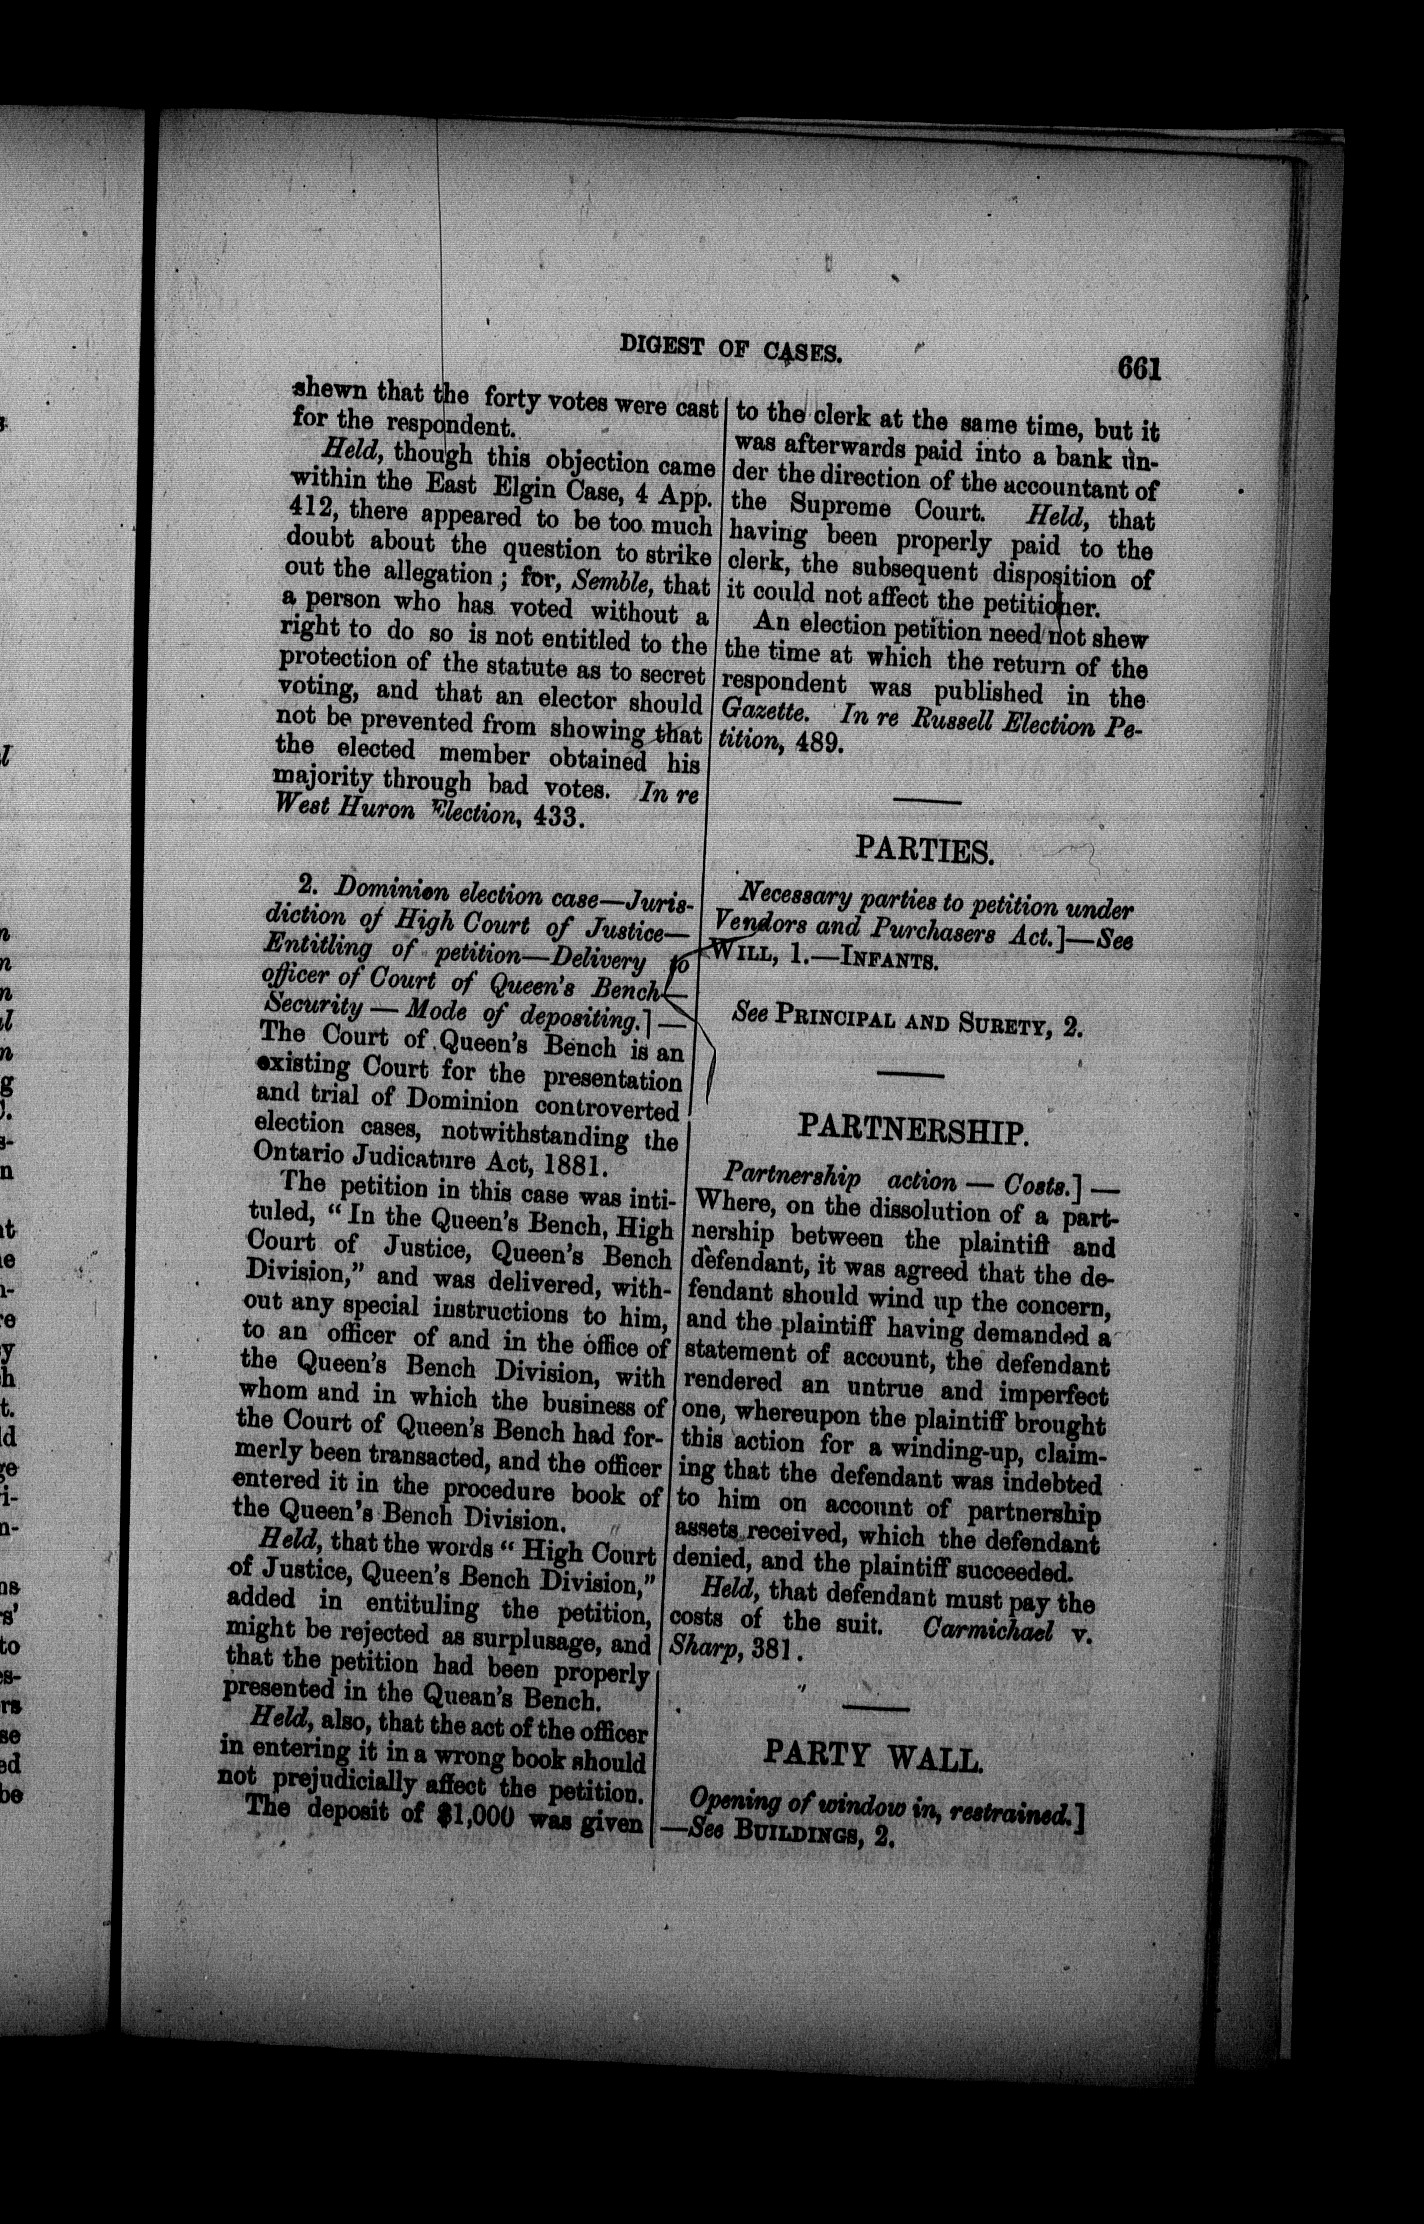 DIGEST OF CASES.
661
shewn that the forty votes were cast
for the respondent.
Held, though this objection came
within the East Elgin Case, 4 App.
412, there appeared to be too much
doubt about the question to strike
out the allegation; for, Semble, that
a person who has voted without a
right to do so is not entitled to the
protection of the statute as to secret
voting, and that an elector should
not be prevented from showing that
the elected member obtained his
majority through bad votes. In re
West Huron Election, 433.
2. Dominion election case—Juris-
diction of High Court of Justice—
Entitling of petition—Delivery to
officer of Court of Queen's Bench—
Security — Mode of depositing.] —
The Court of Queen's Bench is an
existing Court for the presentation
and trial of Dominion controverted
election cases, notwithstanding the
Ontario Judicature Act, 1881.
The petition in this case was inti-
tuled, "In the Queen's Bench, High
Court of Justice, Queen's Bench
Division," and was delivered, with-
out any special instructions to him,
to an officer of and in the office of
the Queen's Bench Division, with
whom and in which the business of
the Court of Queen's Bench had for-
merly been transacted, and the officer
entered it in the procedure book of
the Queen's Bench Division.
Held, that the words "High Court
of Justice, Queen's Bench Division,"
added in entituling the petition,
might be rejected as surplusage, and
that the petition had been properly
presented in the Quean's Bench.
Held, also, that the act of the officer
in entering it in a wrong book should
not prejudicially affect the petition.
The deposit of $1,000 was given
to the clerk at the same time, but it
was afterwards paid into a bank un-
der the direction of the accountant of
the Supreme Court. Held, that
having been properly paid to the
clerk, the subsequent disposition of
it could not affect the petitioner.
An election petition need not shew
the time at which the return of the
respondent was published in the
Gazette. In re Russell Election Pe-
tition, 489.
PARTIES.
Necessary parties to petition under
Vendors and Purchasers Act.]—See
WILL, 1.—INFANTS.
See PRINCIPAL AND SURETY, 2.
PARTNERSHIP.
Partnership action — Costs.] —
Where, on the dissolution of a part-
nership between the plaintiff and
defendant, it was agreed that the de-
fendant should wind up the concern,
and the plaintiff having demanded a
statement of account, the defendant
rendered an untrue and imperfect
one, whereupon the plaintiff brought
this action for a winding-up, claim-
ing that the defendant was indebted
to him on account of partnership
assets received, which the defendant
denied, and the plaintiff succeeded.
Held, that defendant must pay the
costs of the suit. Carmichael v.
Sharp, 381.
PARTY WALL.
Opening of window in, restrained.]
—See BUILDINGS, 2.